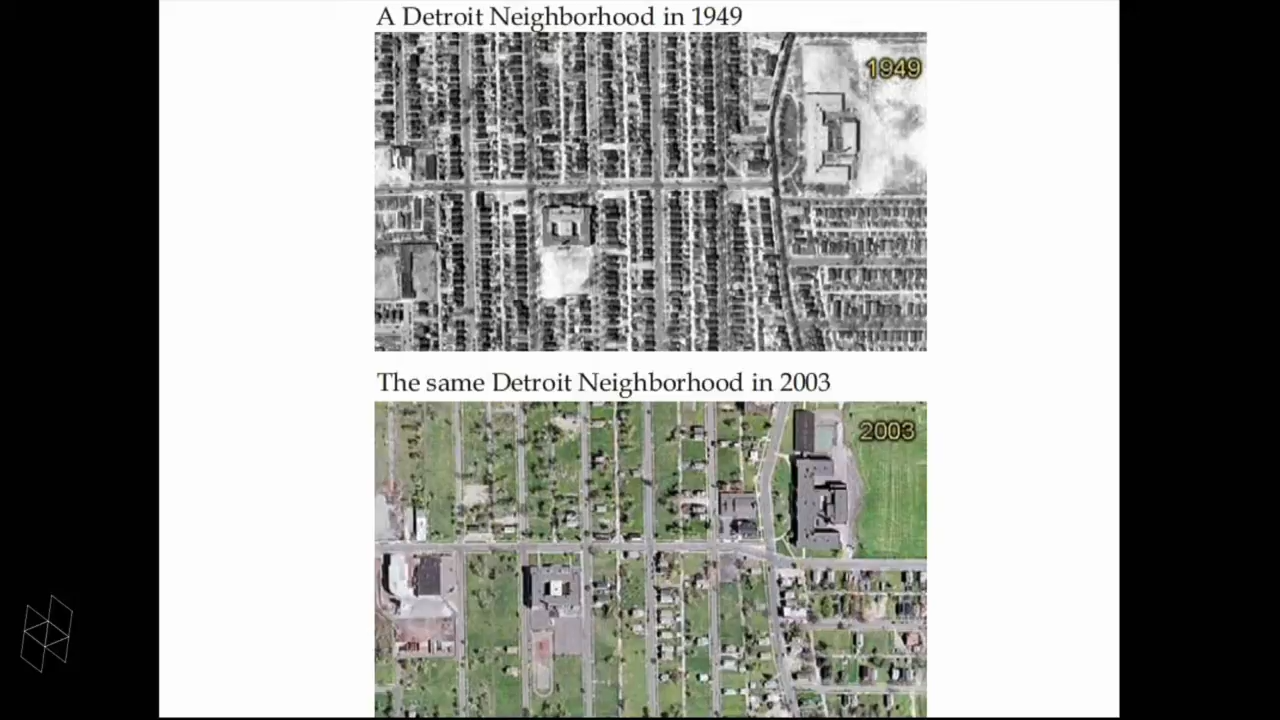 A Detroit Neighborhood in 1949
1949
The same Detroit Neighborhood in 2003
2003